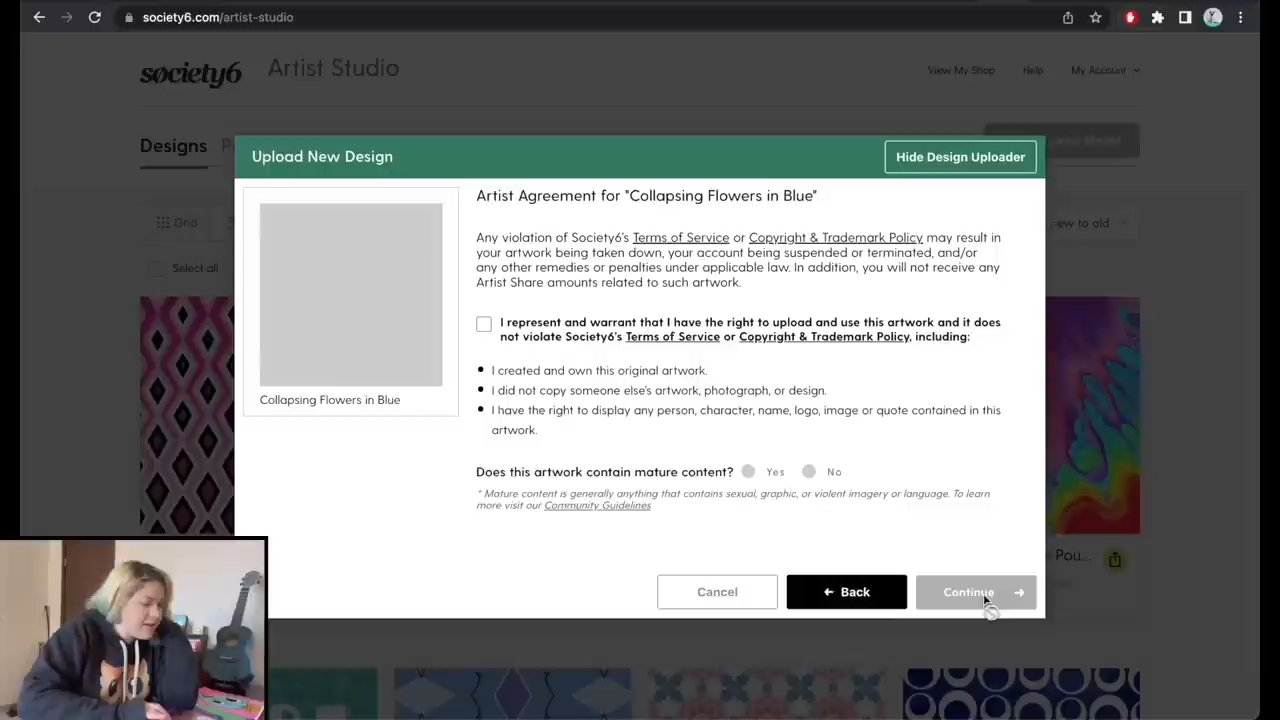 society6.com/artist-studio
society6
Artist Studio
View My Shop
Help
My Account
Designs
Upload New Design
Hide Design Uploader
Grid
Select all
ew to old
Collapsing Flowers in Blue
Artist Agreement for "Collapsing Flowers in Blue"
Any violation of Society6's Terms of Service or Copyright & Trademark Policy may result in
your artwork being taken down, your account being suspended or terminated, and/or
any other remedies or penalties under applicable law. In addition, you will not receive any
Artist Share amounts related to such artwork.
I represent and warrant that I have the right to upload and use this artwork and it does
not violate Society6's Terms of Service or Copyright & Trademark Policy, including:
I created and own this original artwork.
I did not copy someone else's artwork, photograph, or design.
I have the right to display any person, character, name, logo, image or quote contained in this
artwork.
Does this artwork contain mature content? Yes No
* Mature content is generally anything that contains sexual, graphic, or violent imagery or language. To learn
more visit our Community Guidelines
Pou...
Cancel
Back
Continue